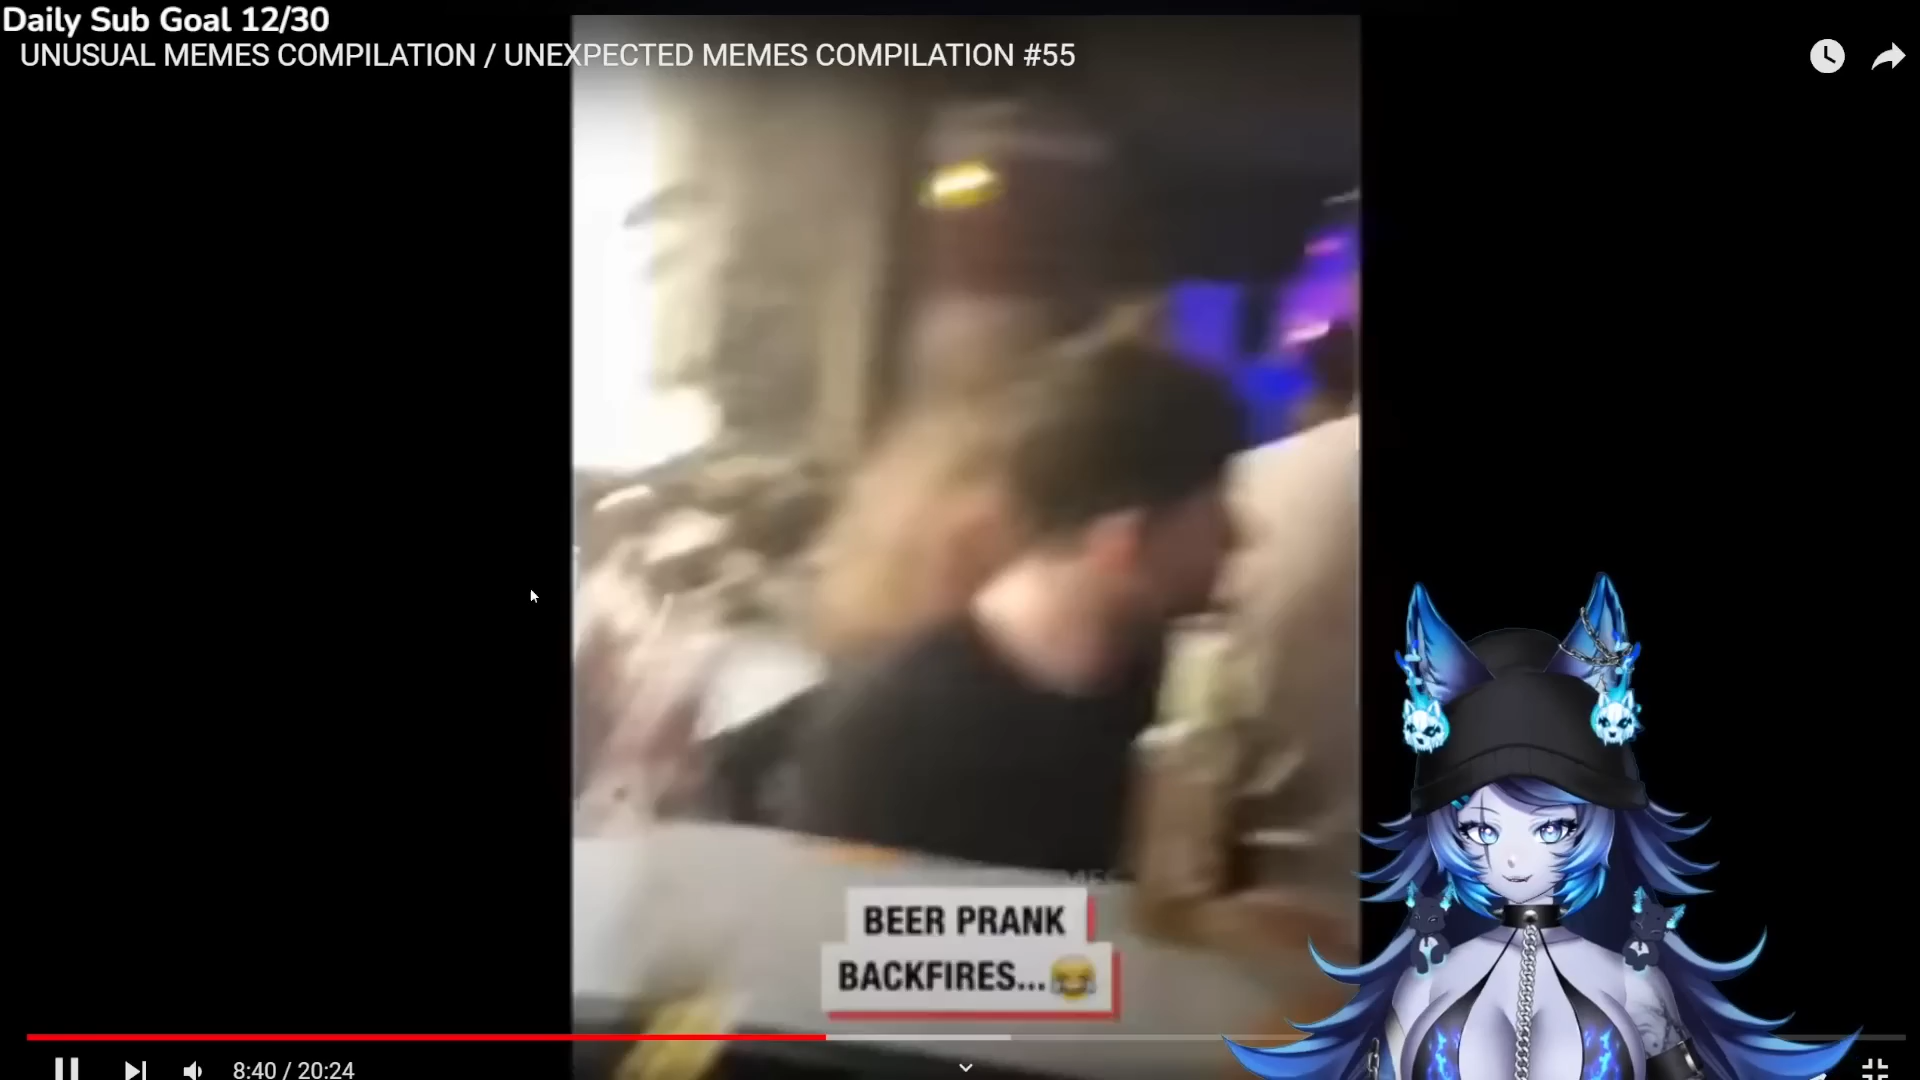 Daily Sub Goal 12/30
UNUSUAL MEMES COMPILATION / UNEXPECTED MEMES COMPILATION #55
BEER PRANK
BACKFIRES...😂
8:40 / 20:24